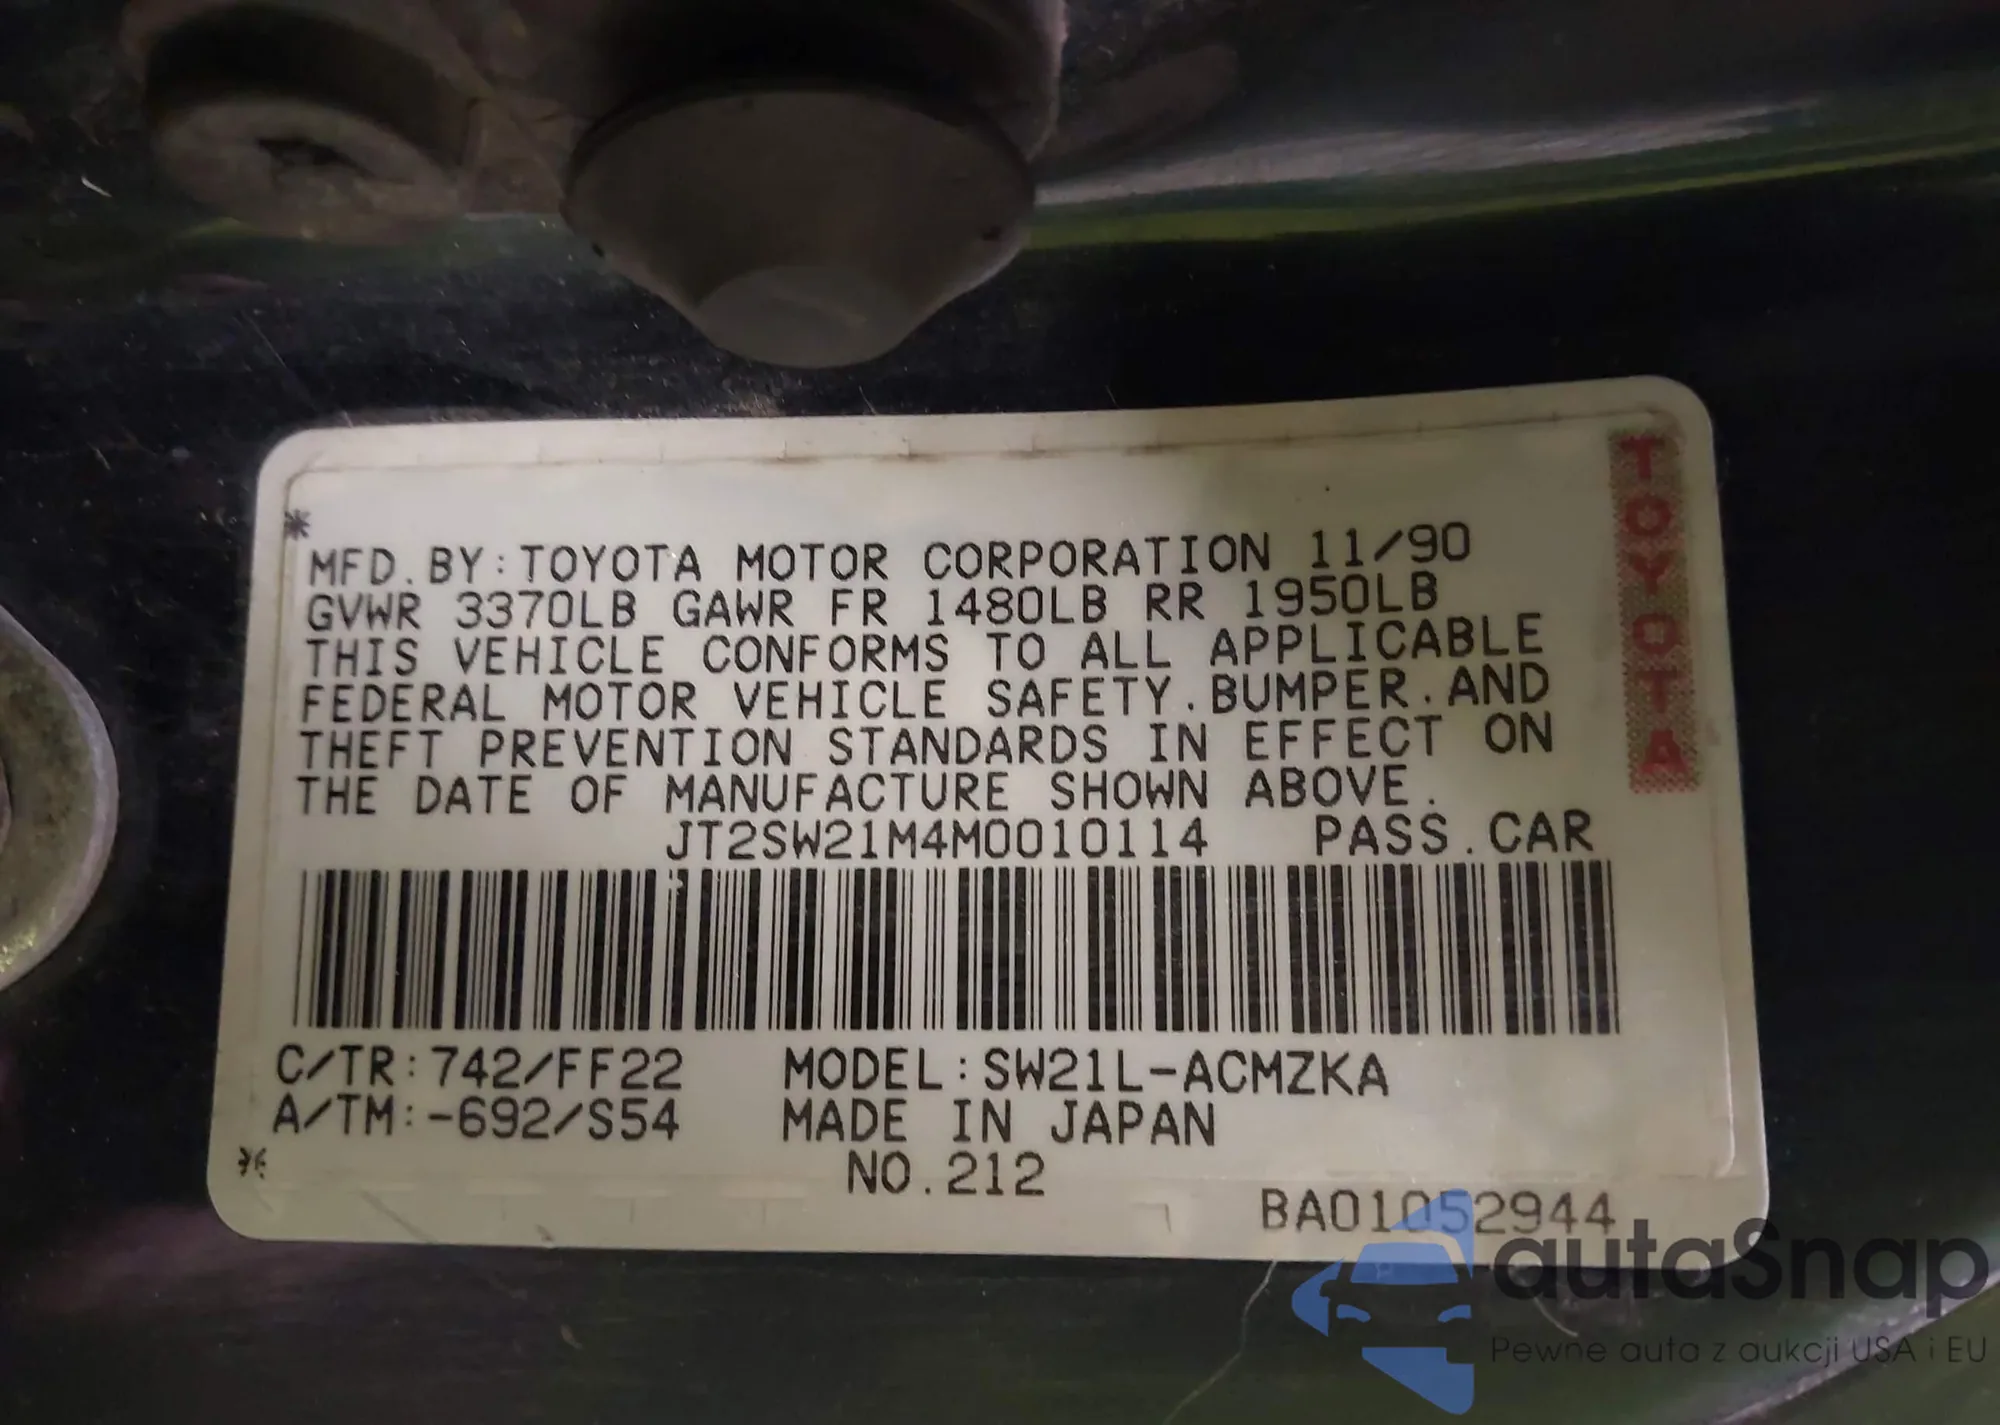 MFD.BY:TOYOTA MOTOR CORPORATION 11/90
GVWR 3370LB GAWR FR 1480LB RR 1950LB
THIS VEHICLE CONFORMS TO ALL APPLICABLE
FEDERAL MOTOR VEHICLE SAFETY.BUMPER.AND
THEFT PREVENTION STANDARDS IN EFFECT ON
THE DATE OF MANUFACTURE SHOWN ABOVE.
JT2SW21M4M0010114 PASS.CAR
TOYOTA
C/TR:742/FF22 MODEL:SW21L-ACMZKA
A/TM:-692/S54 MADE IN JAPAN
NO.212
BA01052944
autaSnap
Pewne auta z aukcji USA i EU